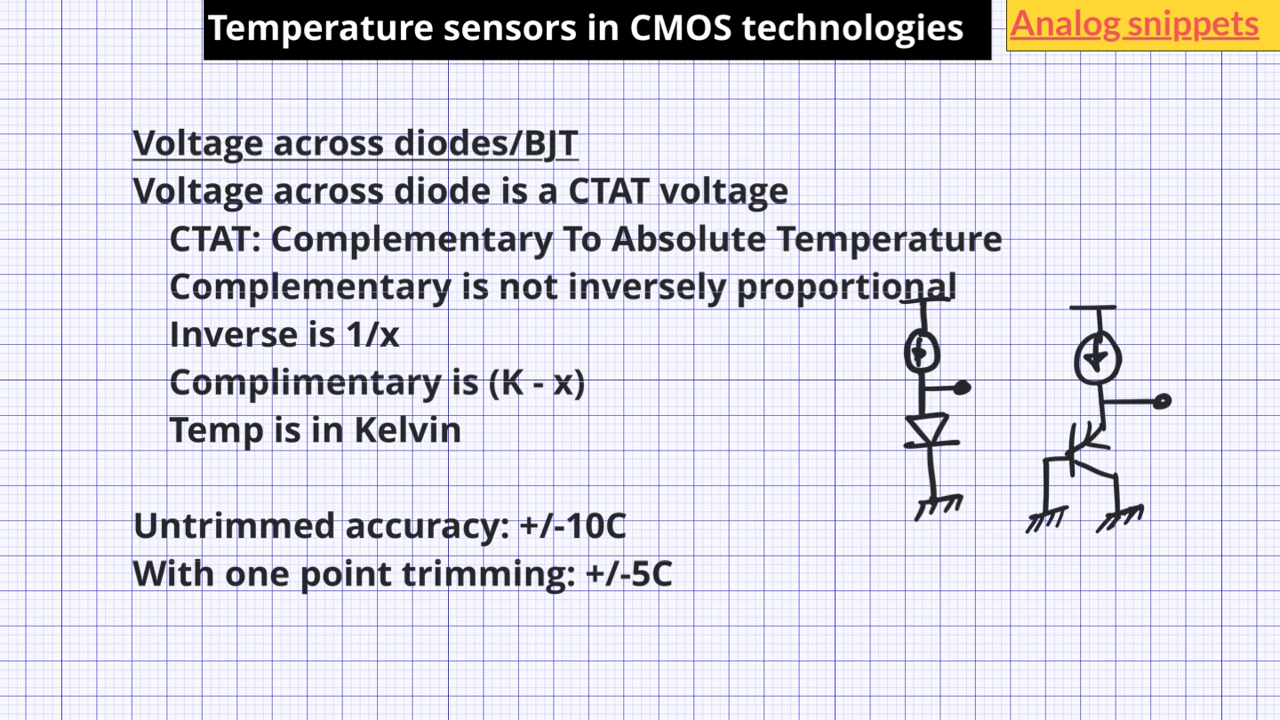 Temperature sensors in CMOS technologies
Analog snippets
Voltage across diodes/BJT
Voltage across diode is a CTAT voltage
CTAT: Complementary To Absolute Temperature
Complementary is not inversely proportional
Inverse is 1/x
Complimentary is (K - x)
Temp is in Kelvin
Untrimmed accuracy: +/-10C
With one point trimming: +/-5C